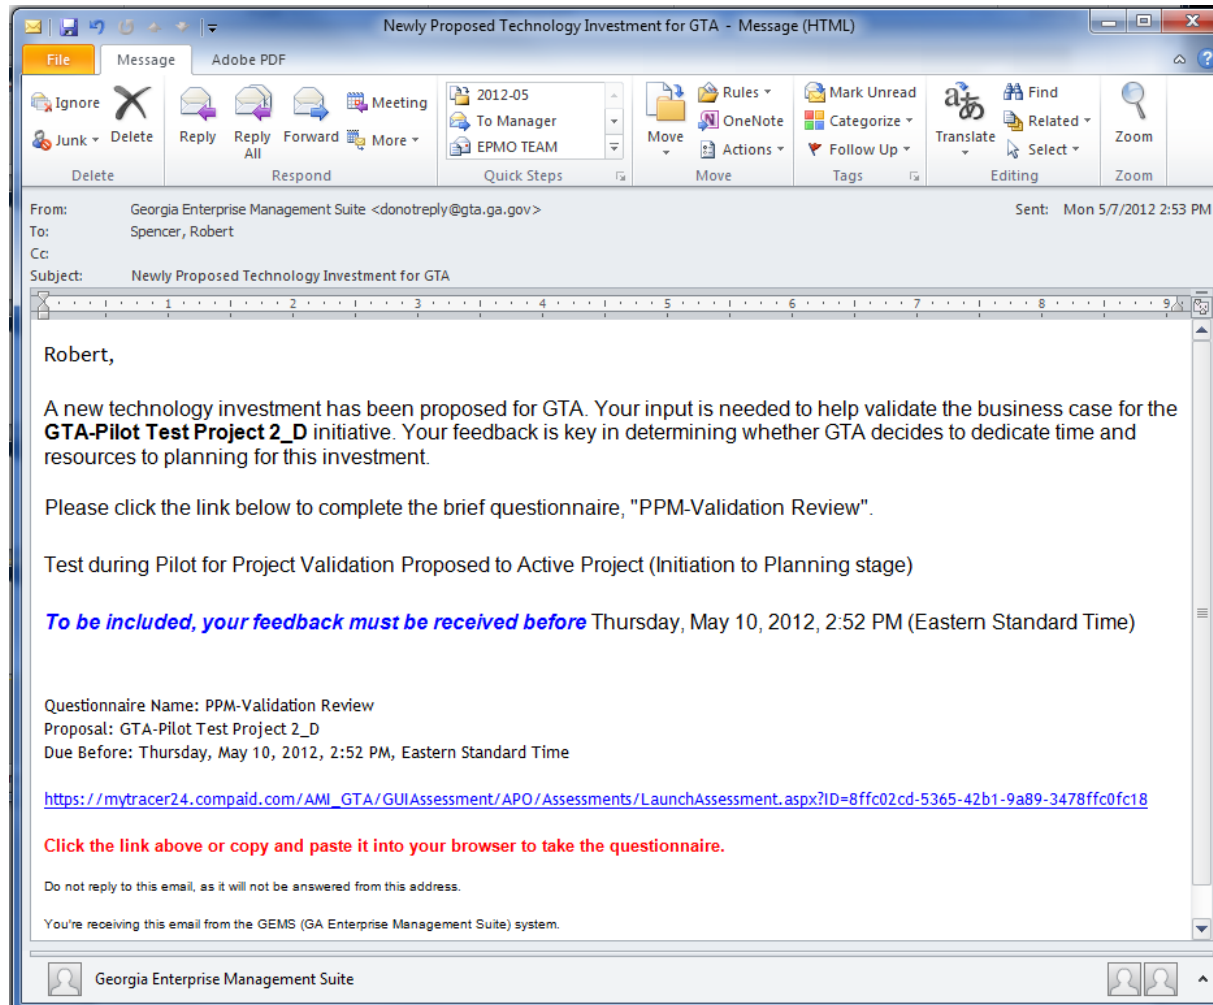 Newly Proposed Technology Investment for GTA - Message (HTML)
File Message Adobe PDF
Ignore
Junk
Delete
Reply
Reply All
Forward
Meeting
More
2012-05
To Manager
EPMO TEAM
Move
Rules
OneNote
Actions
Mark Unread
Categorize
Follow Up
Translate
Find
Related
Select
Zoom
Delete Respond Quick Steps Move Tags Editing Zoom
From: Georgia Enterprise Management Suite <donotreply@gta.ga.gov> Sent: Mon 5/7/2012 2:53 PM
To: Spencer, Robert
Cc:
Subject: Newly Proposed Technology Investment for GTA
1 2 3 4 5 6 7 8 9
Robert,
A new technology investment has been proposed for GTA. Your input is needed to help validate the business case for the
GTA-Pilot Test Project 2_D initiative. Your feedback is key in determining whether GTA decides to dedicate time and
resources to planning for this investment.
Please click the link below to complete the brief questionnaire, "PPM-Validation Review".
Test during Pilot for Project Validation Proposed to Active Project (Initiation to Planning stage)
To be included, your feedback must be received before Thursday, May 10, 2012, 2:52 PM (Eastern Standard Time)
Questionnaire Name: PPM-Validation Review
Proposal: GTA-Pilot Test Project 2_D
Due Before: Thursday, May 10, 2012, 2:52 PM, Eastern Standard Time
https://mytracer24.compaid.com/AMI_GTA/GUIAssessment/APO/Assessments/LaunchAssessment.aspx?ID=8ffc02cd-5365-42b1-9a89-3478ffc0fc18
Click the link above or copy and paste it into your browser to take the questionnaire.
Do not reply to this email, as it will not be answered from this address.
You're receiving this email from the GEMS (GA Enterprise Management Suite) system.
Georgia Enterprise Management Suite